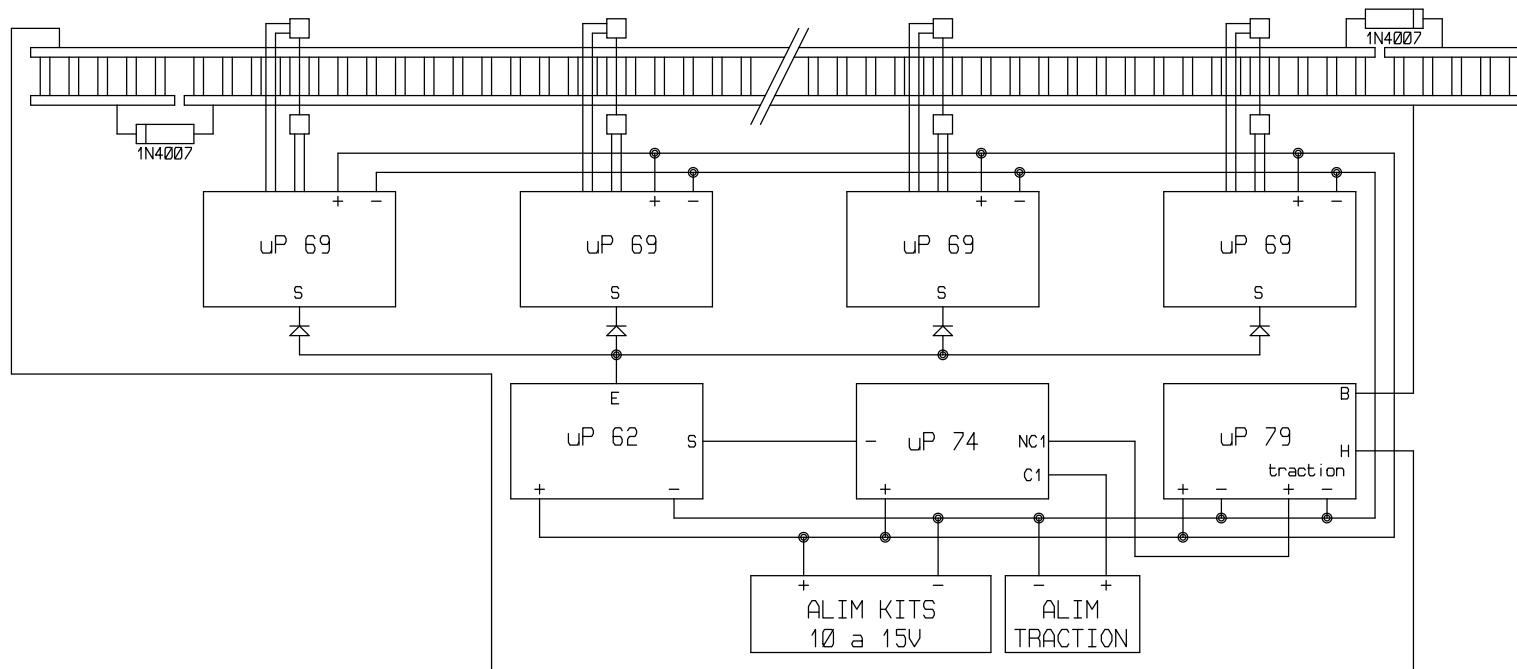 1N4007
1N4007
+ −
+ −
+ −
+ −
uP 69
uP 69
uP 69
uP 69
S
S
S
S
E
B
uP 62
S
−
uP 74
NC1
uP 79
H
C1
traction
+ −
+
+ − + −
+ −
− +
ALIM KITS
10 a 15V
ALIM
TRACTION